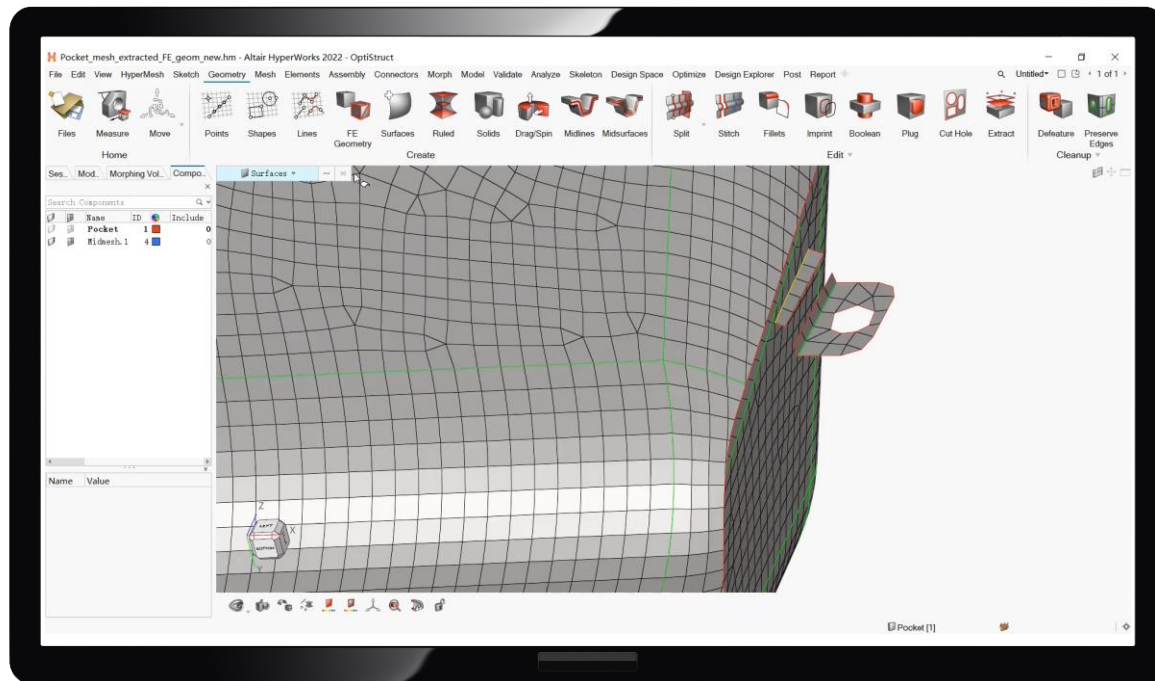 Pocket_mesh_extracted_FE_geom_new.hm - Altair HyperWorks 2022 - OptiStruct
File Edit View HyperMesh Sketch Geometry Mesh Elements Assembly Connectors Morph Model Validate Analyze Skeleton Design Space Optimize Design Explorer Post Report Untitled 1 of 1
Files Measure Move Points Shapes Lines FE Geometry Surfaces Ruled Solids Drag/Spin Midlines Midsurfaces Split Stitch Fillets Imprint Boolean Plug Cut Hole Extract Defeature Preserve Edges
Home Create Edit Cleanup
Ses.. Mod.. Morphing Vol.. Compo.. Surfaces
Search Components
Name ID Include
Pocket 1 0
Midmesh.1 4 0
Name Value
Z
LEFT
X
BOTTOM
Y
Pocket [1]